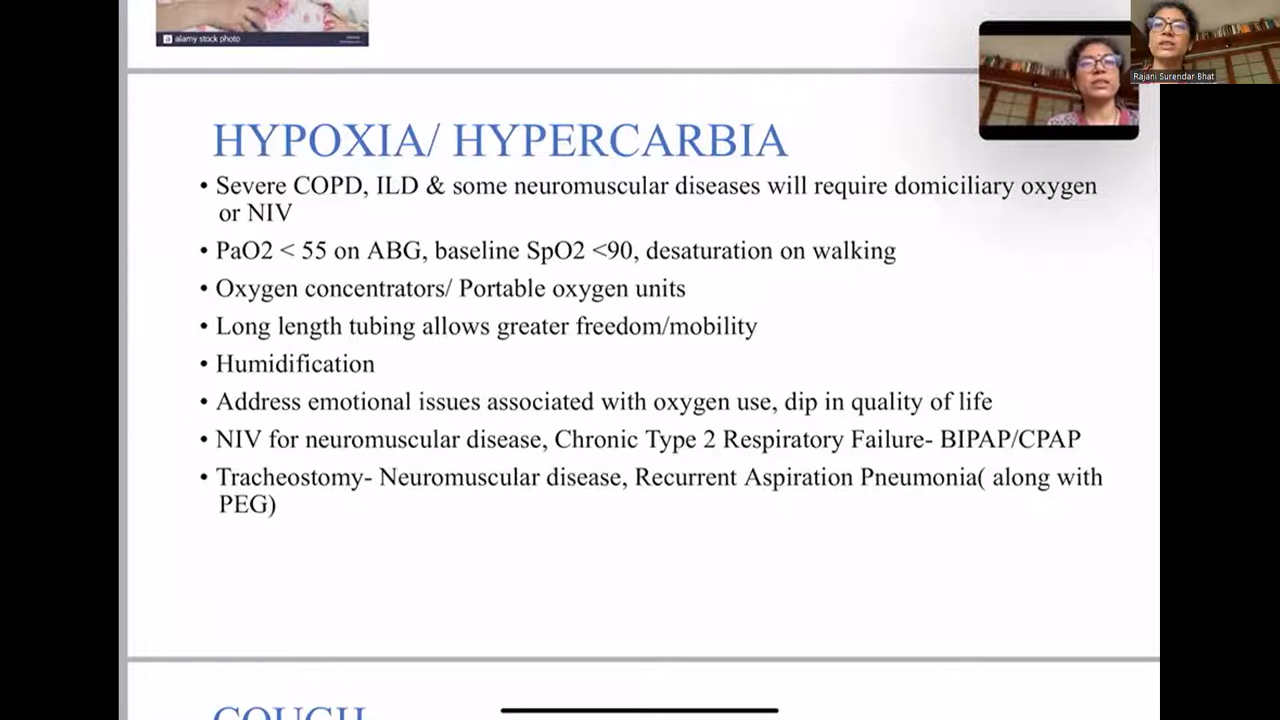 alamy stock photo
Rajani Surendar Bhat
HYPOXIA/ HYPERCARBIA
• Severe COPD, ILD & some neuromuscular diseases will require domiciliary oxygen
or NIV
• PaO2 < 55 on ABG, baseline SpO2 <90, desaturation on walking
• Oxygen concentrators/ Portable oxygen units
• Long length tubing allows greater freedom/mobility
• Humidification
• Address emotional issues associated with oxygen use, dip in quality of life
• NIV for neuromuscular disease, Chronic Type 2 Respiratory Failure- BIPAP/CPAP
• Tracheostomy- Neuromuscular disease, Recurrent Aspiration Pneumonia( along with
PEG)
COUGH